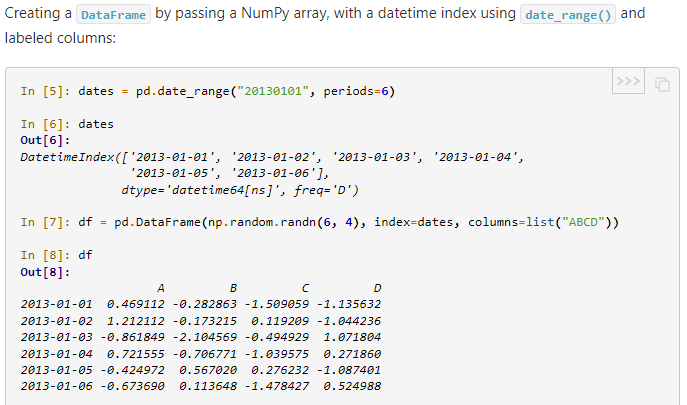 Creating a DataFrame by passing a NumPy array, with a datetime index using date_range() and
labeled columns:
>>>
In [5]: dates = pd.date_range("20130101", periods=6)
In [6]: dates
Out[6]:
DatetimeIndex(['2013-01-01', '2013-01-02', '2013-01-03', '2013-01-04',
               '2013-01-05', '2013-01-06'],
              dtype='datetime64[ns]', freq='D')
In [7]: df = pd.DataFrame(np.random.randn(6, 4), index=dates, columns=list("ABCD"))
In [8]: df
Out[8]:
                   A         B         C         D
2013-01-01  0.469112 -0.282863 -1.509059 -1.135632
2013-01-02  1.212112 -0.173215  0.119209 -1.044236
2013-01-03 -0.861849 -2.104569 -0.494929  1.071804
2013-01-04  0.721555 -0.706771 -1.039575  0.271860
2013-01-05 -0.424972  0.567020  0.276232 -1.087401
2013-01-06 -0.673690  0.113648 -1.478427  0.524988